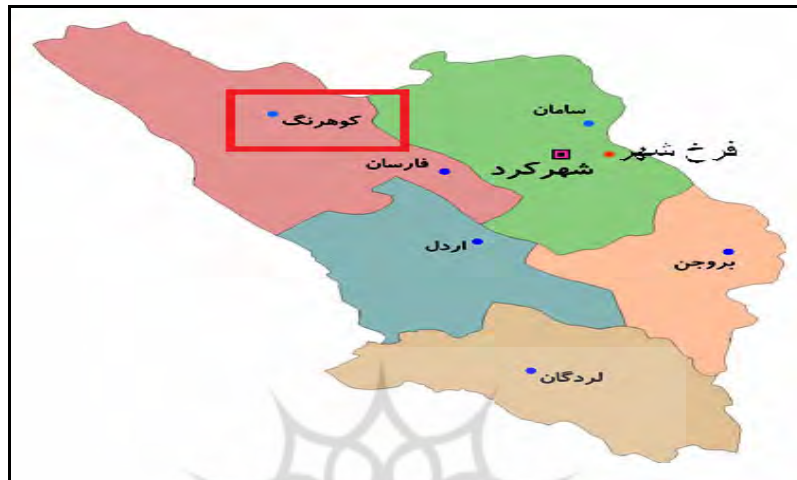 سامان
کوهرنگ
فرخ شهر
شهرکرد
فارسان
اردل
بروجن
لردگان